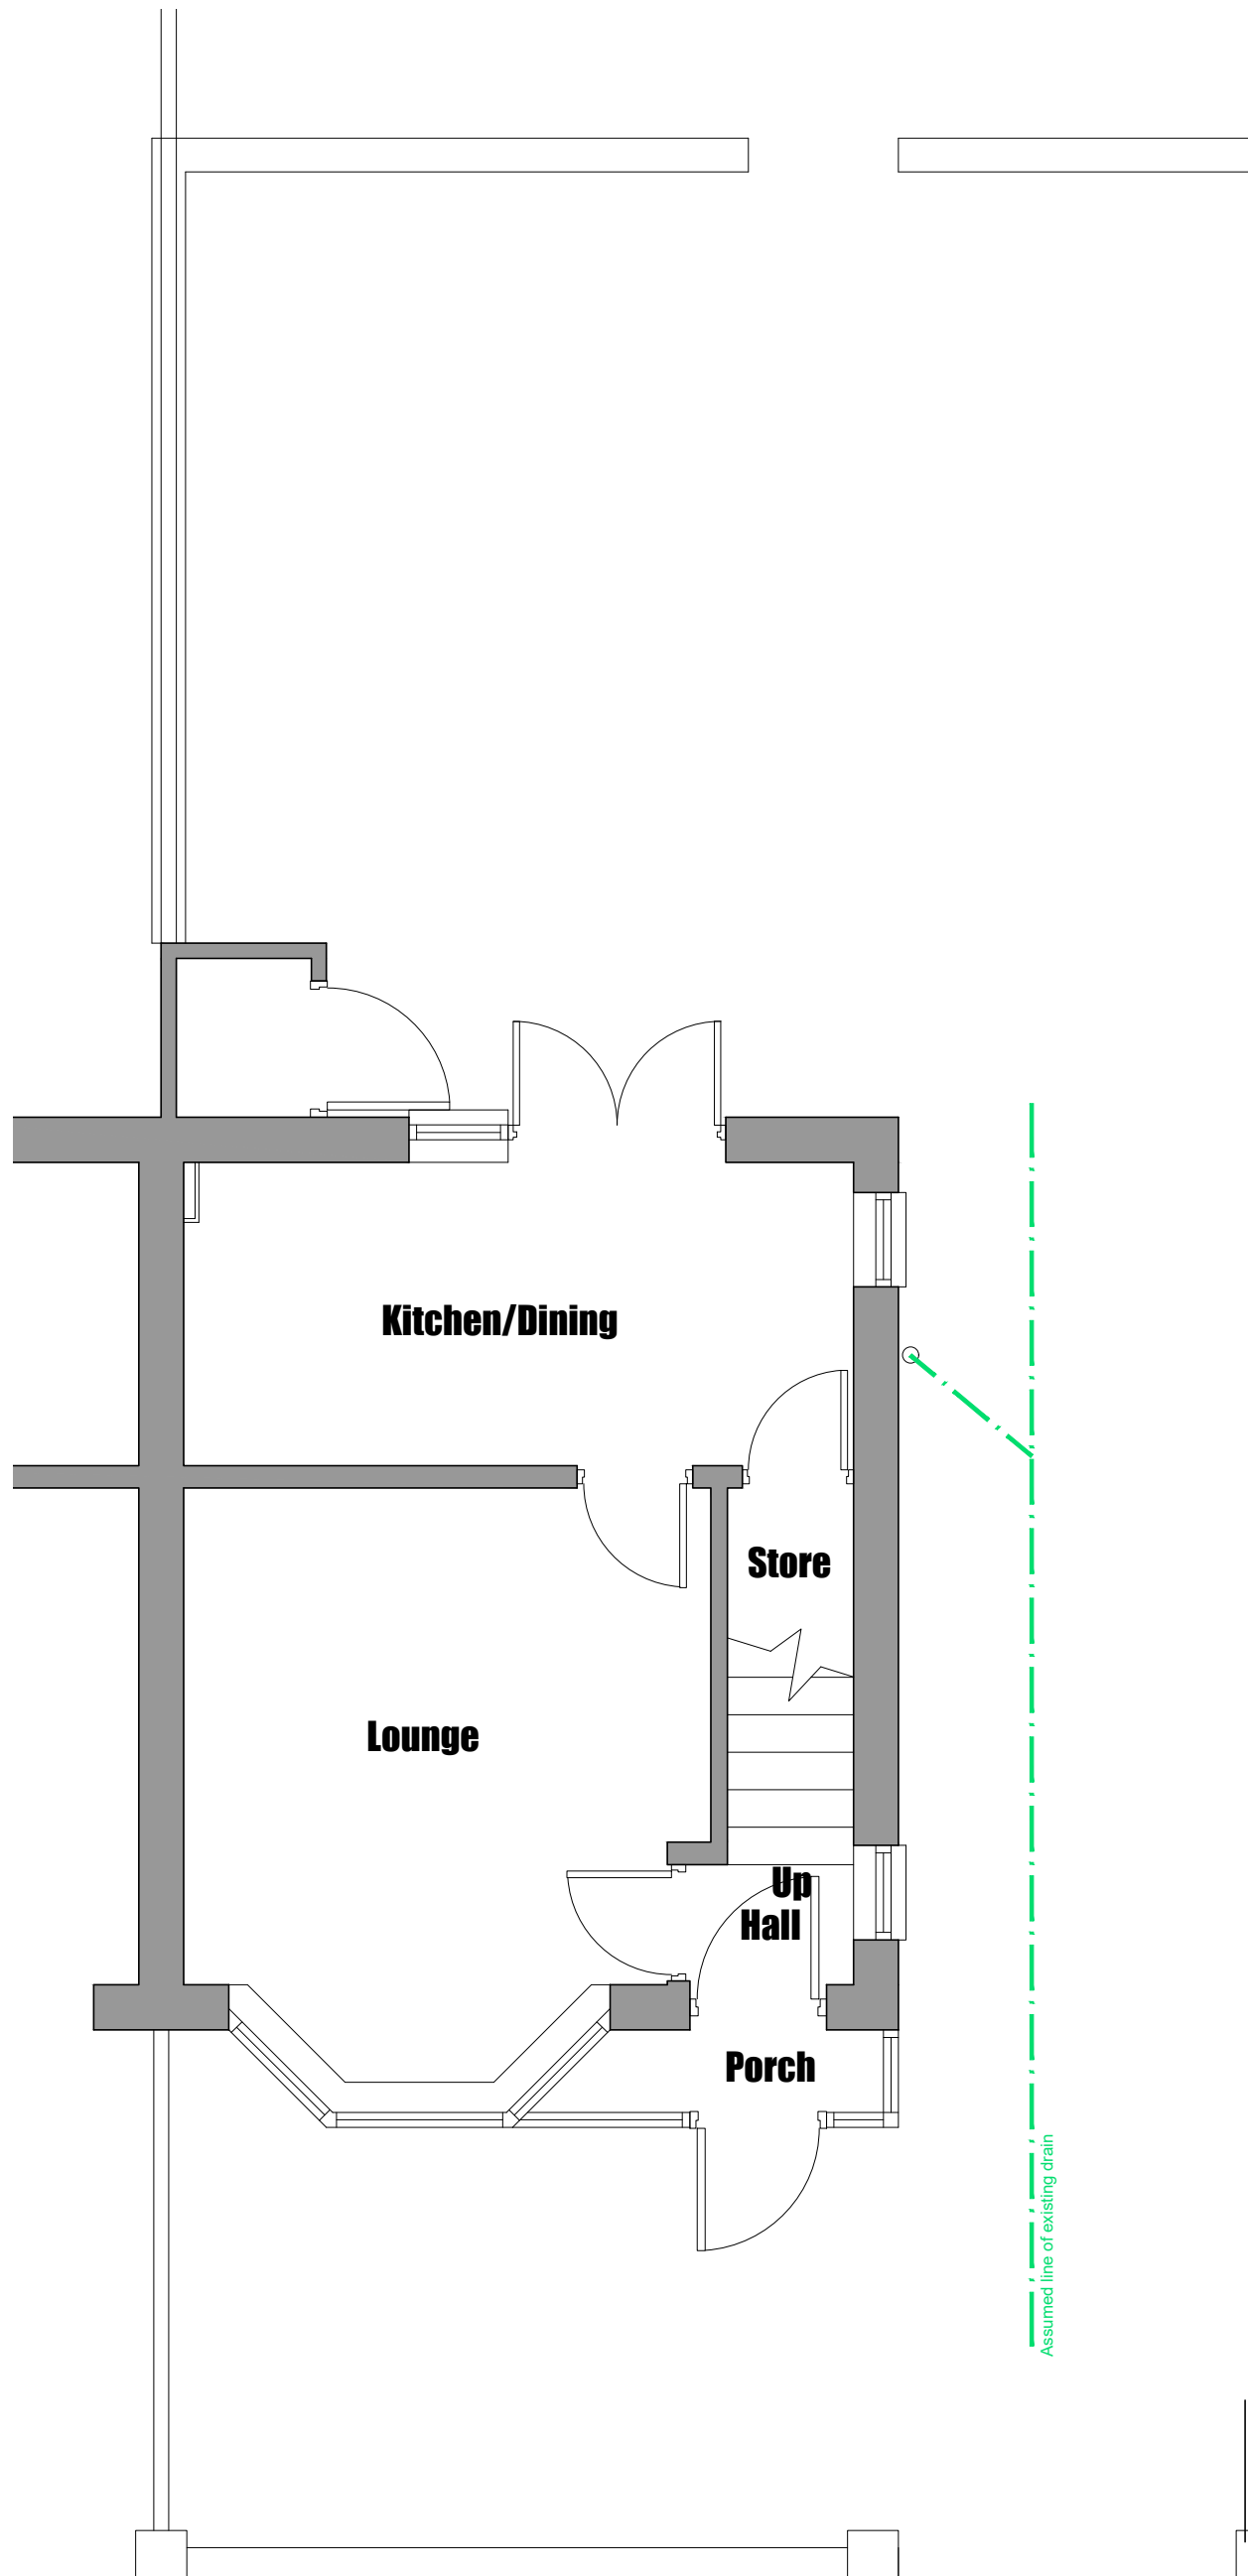 Kitchen/Dining
Store
Lounge
Up
Hall
Porch
Assumed line of existing drain